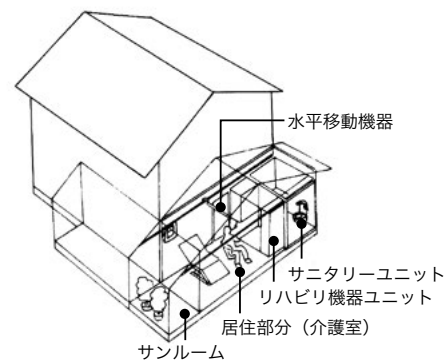 水平移動機器
サニタリーユニット
リハビリ機器ユニット
居住部分（介護室）
サンルーム